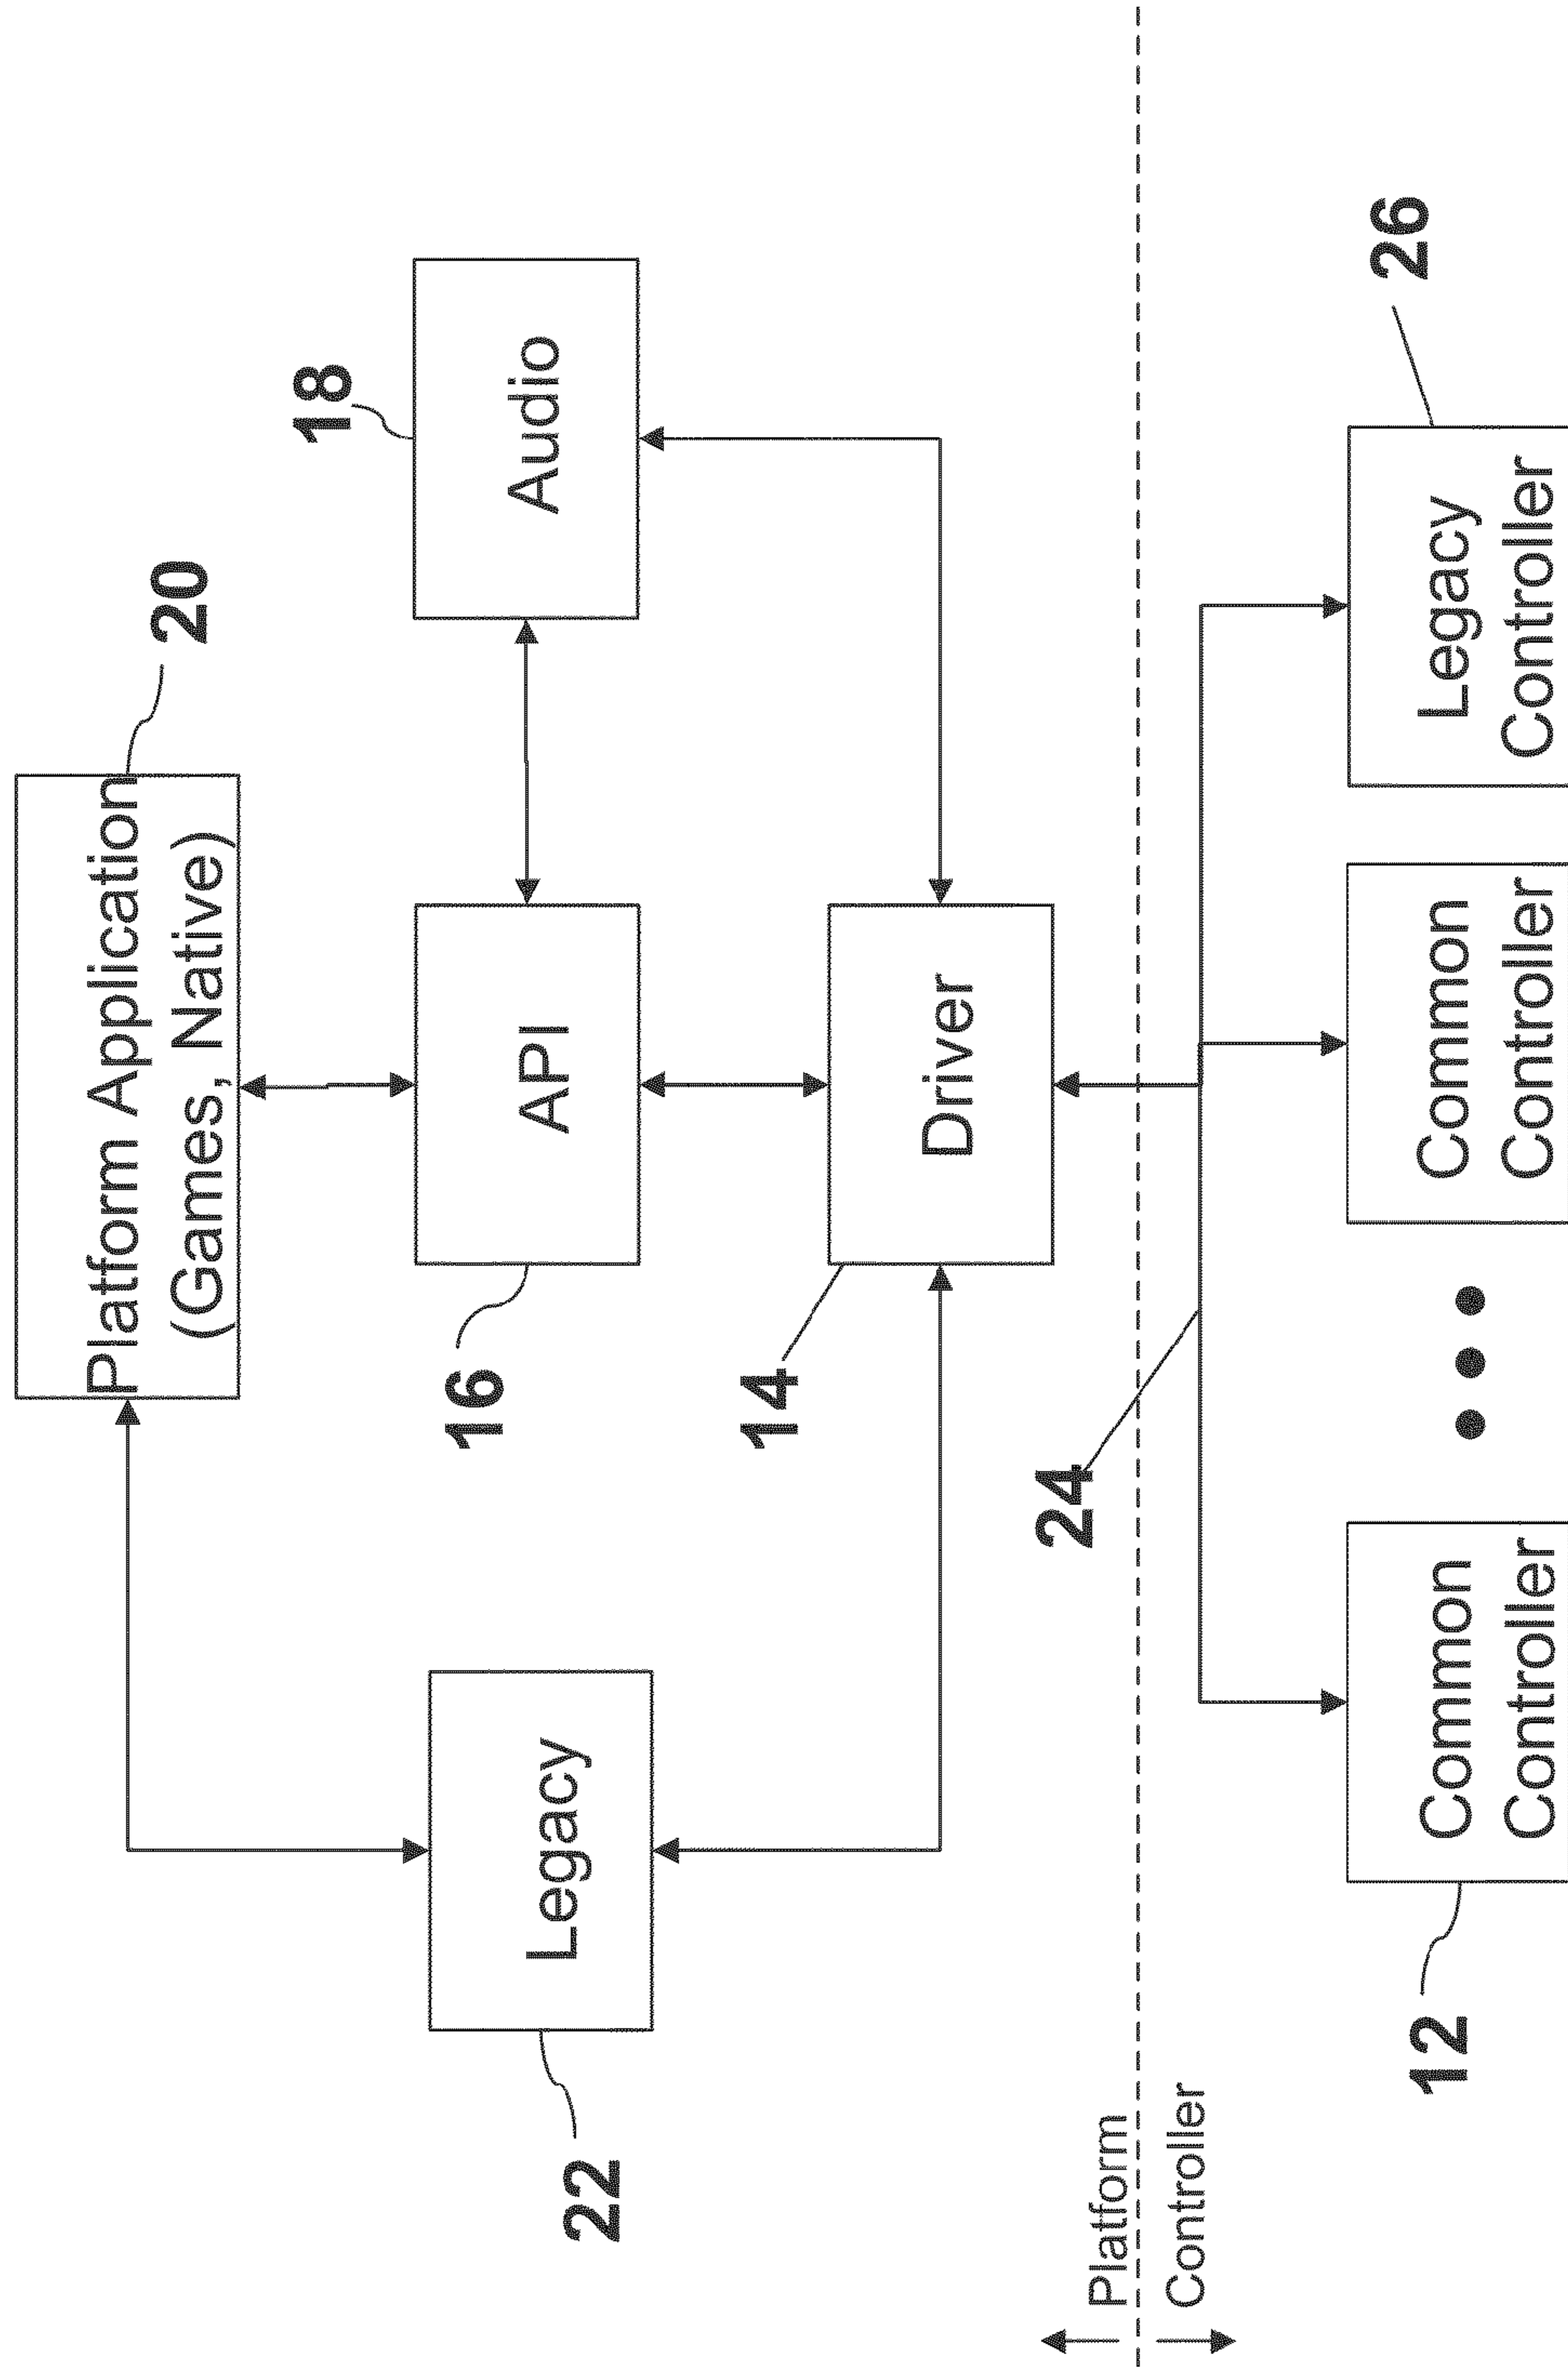 20
Platform Application
(Games, Native)
18
Audio
API
16
Legacy
22
Driver
14
24
Platform
Controller
26
Legacy
Controller
Common
Controller
Common
Controller
12